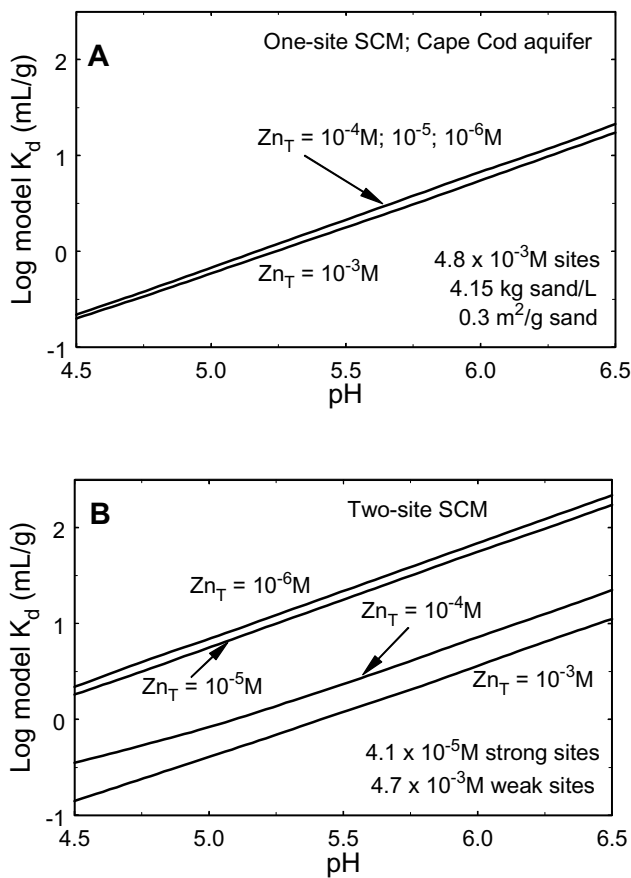 A
One-site SCM; Cape Cod aquifer
Log model K_d (mL/g)
2
1
0
-1
Zn_T = 10^-4M; 10^-5; 10^-6M
Zn_T = 10^-3M
4.8 x 10^-3M sites
4.15 kg sand/L
0.3 m^2/g sand
4.5 5.0 5.5 6.0 6.5
pH
B
Two-site SCM
Log model K_d (mL/g)
2
1
0
-1
Zn_T = 10^-6M
Zn_T = 10^-4M
Zn_T = 10^-5M
Zn_T = 10^-3M
4.1 x 10^-5M strong sites
4.7 x 10^-3M weak sites
4.5 5.0 5.5 6.0 6.5
pH